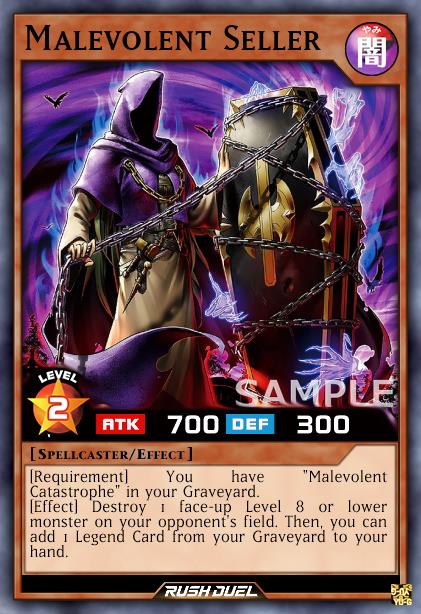 Malevolent Seller
やみ
闇
SAMPLE
LEVEL
2
ATK 700 DEF 300
[Spellcaster/Effect]
[Requirement] You have "Malevolent
Catastrophe" in your Graveyard.
[Effect] Destroy 1 face-up Level 8 or lower
monster on your opponent's field. Then, you can
add 1 Legend Card from your Graveyard to your
hand.
RUSH DUEL